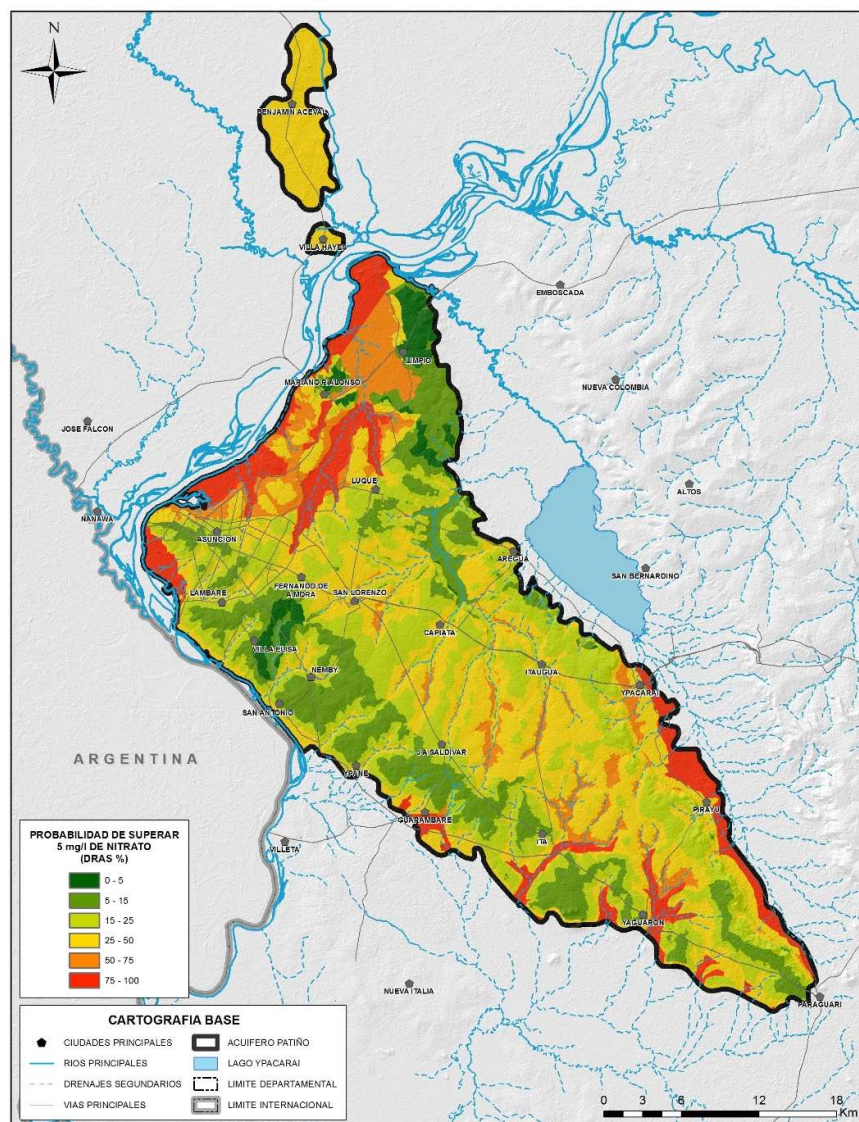 N
BENJAMIN ACEVAL
VILLA HAYES
EMBOSCADA
LIMPIO
NUEVA COLOMBIA
MARIANO R.ALONSO
JOSE FALCON
LUQUE
ALTOS
NANAWA
ASUNCION
AREGUA
SAN BERNARDINO
FERNANDO DE
LA MORA
LAMBARE
SAN LORENZO
CAPIATA
VILLA ELISA
ITAUGUA
NEMBY
YPACARAI
SAN ANTONIO
J.A SALDIVAR
ARGENTINA
YPANE
PIRAYU
GUARAMBARE
VILLETA
ITA
YAGUARON
NUEVA ITALIA
PARAGUARI
PROBABILIDAD DE SUPERAR
5 mg/l DE NITRATO
(DRAS %)
0 - 5
5 - 15
15 - 25
25 - 50
50 - 75
75 - 100
CARTOGRAFIA BASE
CIUDADES PRINCIPALES
ACUIFERO PATIÑO
RIOS PRINCIPALES
LAGO YPACARAI
DRENAJES SEGUNDARIOS
LIMITE DEPARTAMENTAL
VIAS PRINCIPALES
LIMITE INTERNACIONAL
0 3 6 12 18
Km